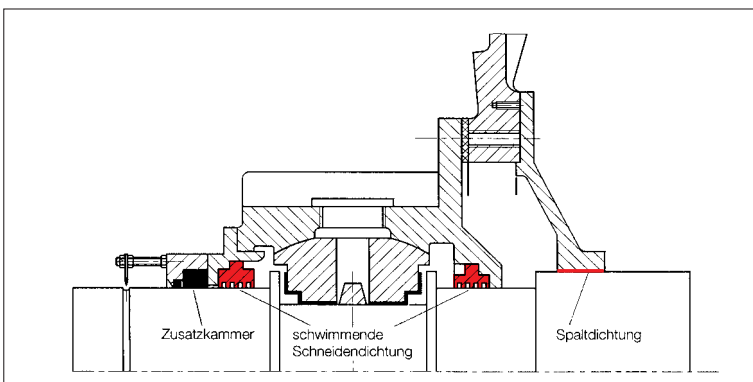 Zusatzkammer
schwimmende
Schneidendichtung
Spaltdichtung